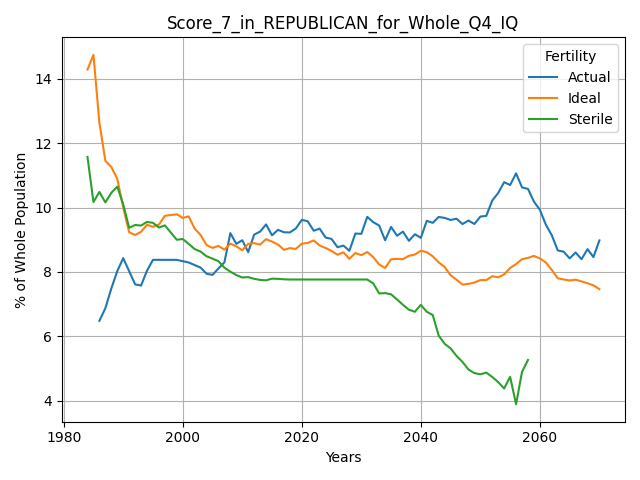 Score_7_in_REPUBLICAN_for_Whole_Q4_IQ
% of Whole Population
14
12
10
8
6
4
Fertility
Actual
Ideal
Sterile
1980 2000 2020 2040 2060
Years